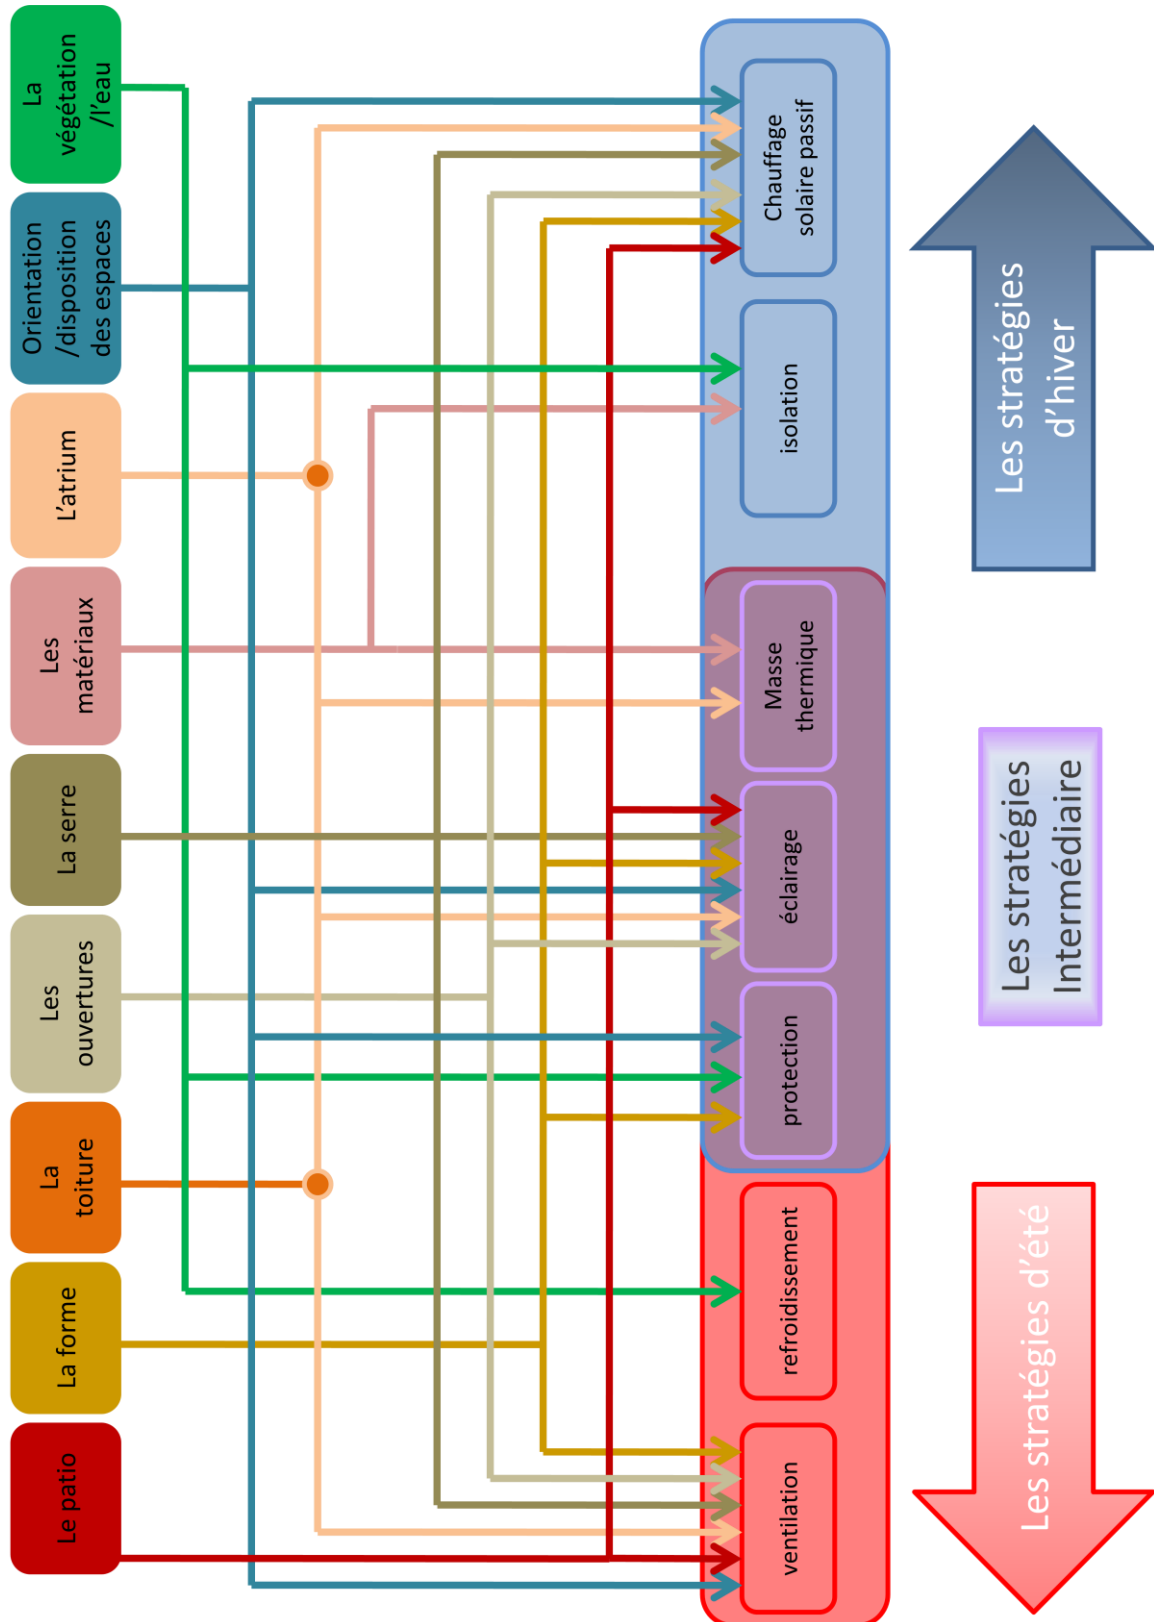 Le patio
La forme
La
toiture
Les
ouvertures
La serre
Les
matériaux
L'atrium
Orientation
/disposition
des espaces
La
végétation
/l'eau
ventilation
refroidissement
protection
éclairage
Masse
thermique
isolation
Chauffage
solaire passif
Les stratégies d'été
Les stratégies
Intermédiaire
Les stratégies
d'hiver